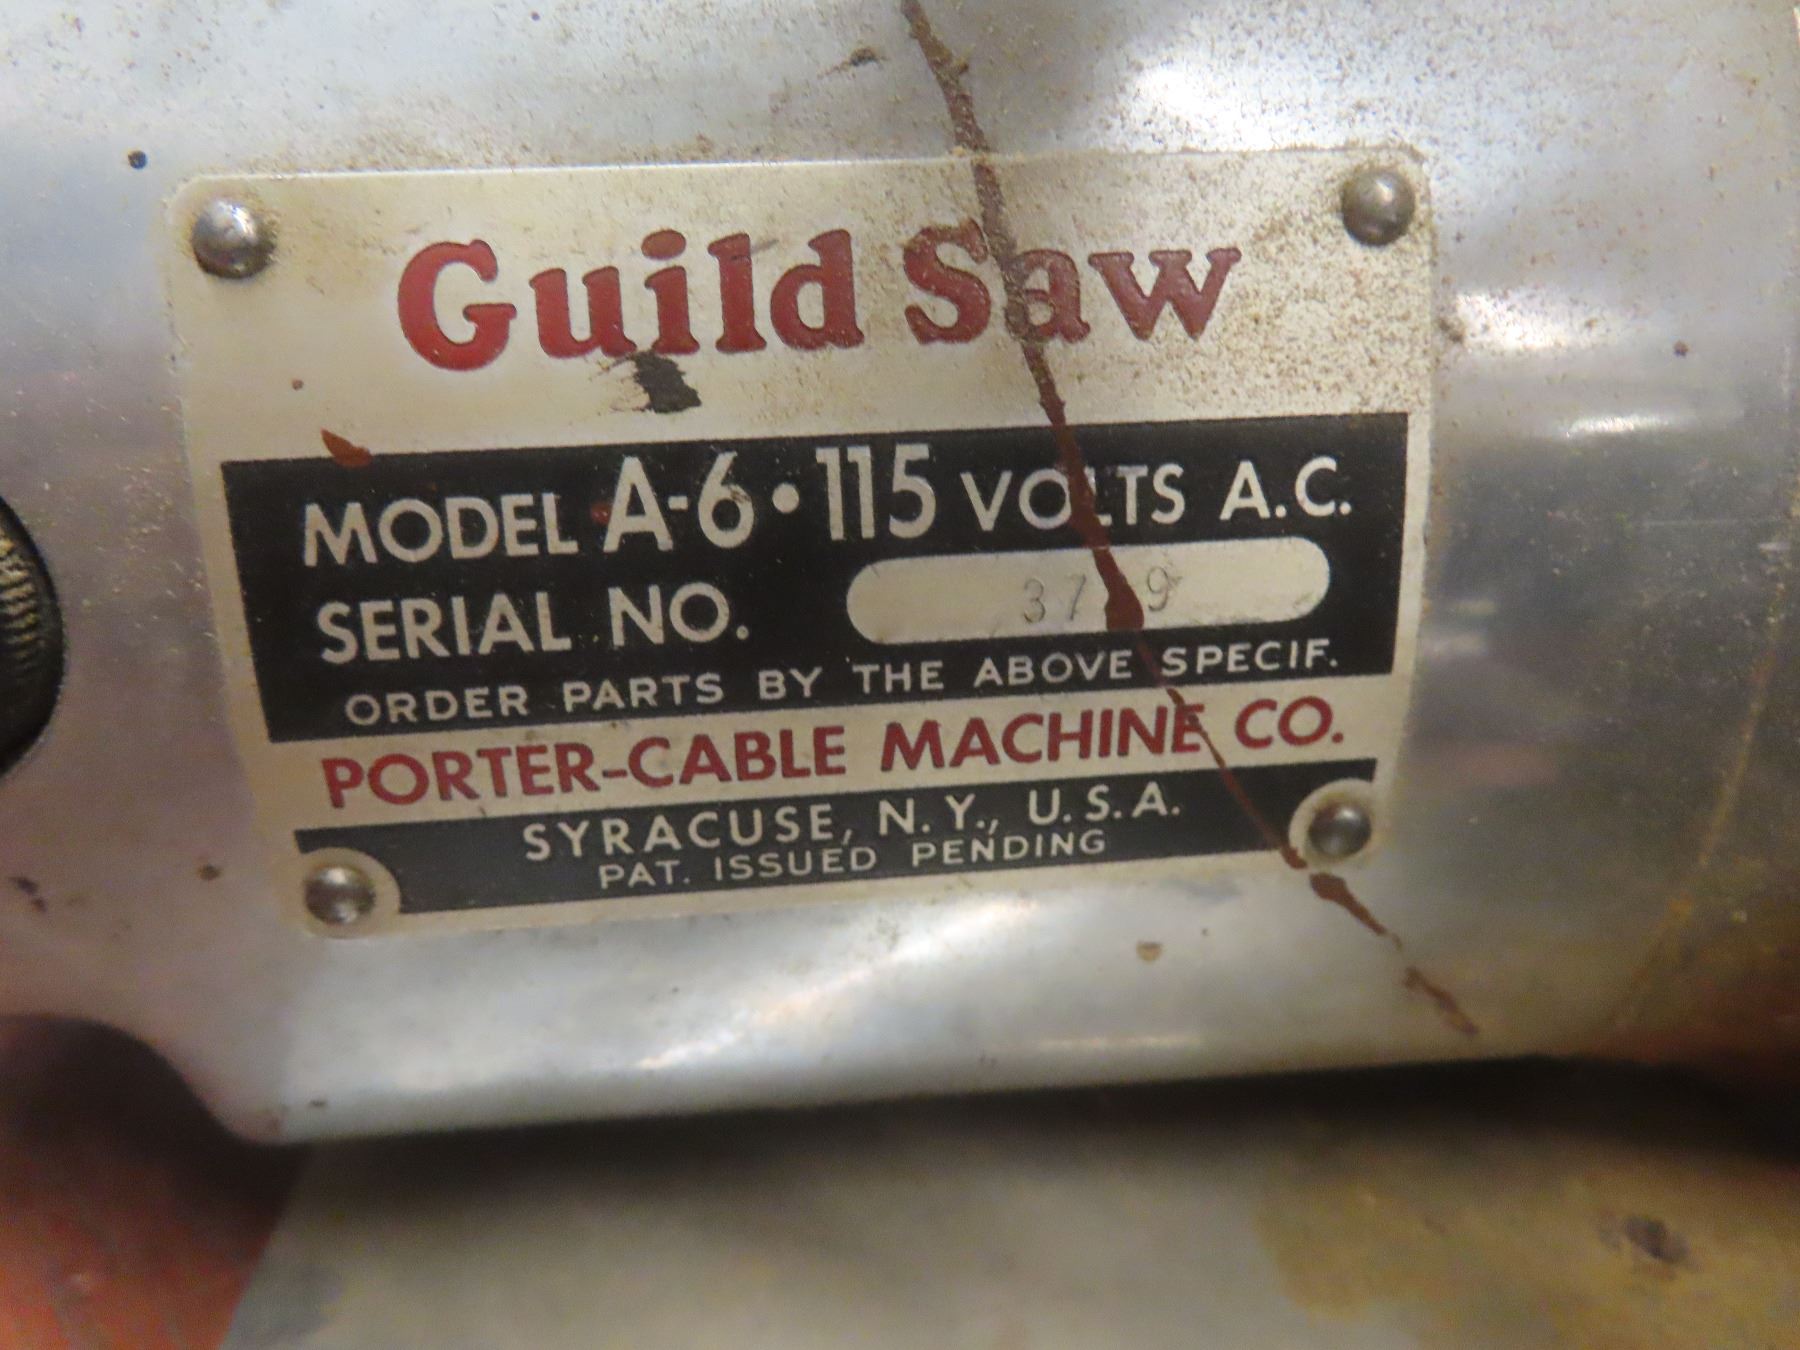 Guild Saw
MODEL A-6 • 115 VOLTS A.C.
SERIAL NO.
ORDER PARTS BY THE ABOVE SPECIF.
PORTER-CABLE MACHINE CO.
SYRACUSE, N.Y., U.S.A.
PAT. ISSUED PENDING